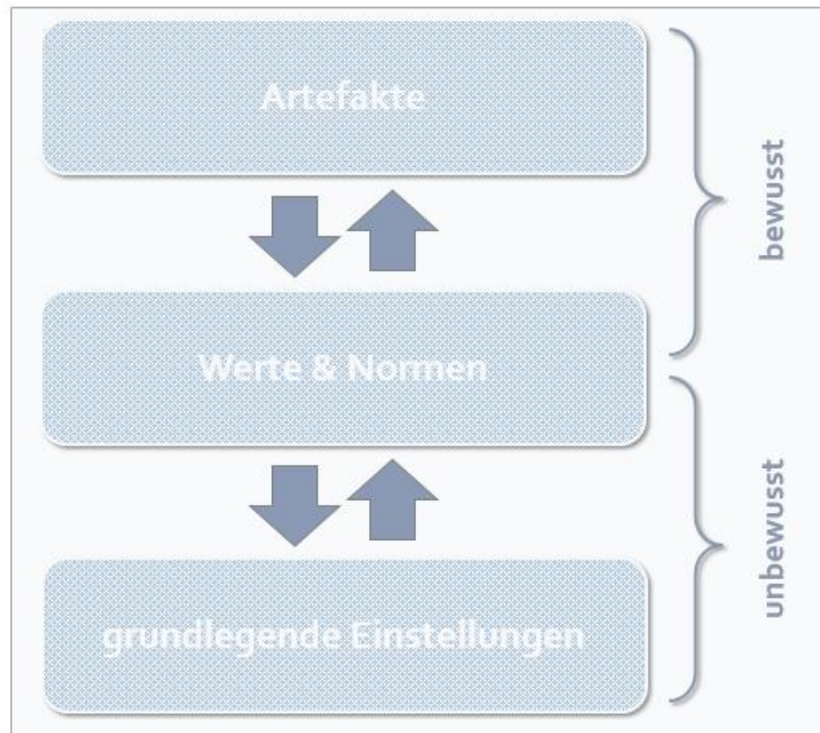 Artefakte
bewusst
Werte & Normen
unbewusst
grundlegende Einstellungen